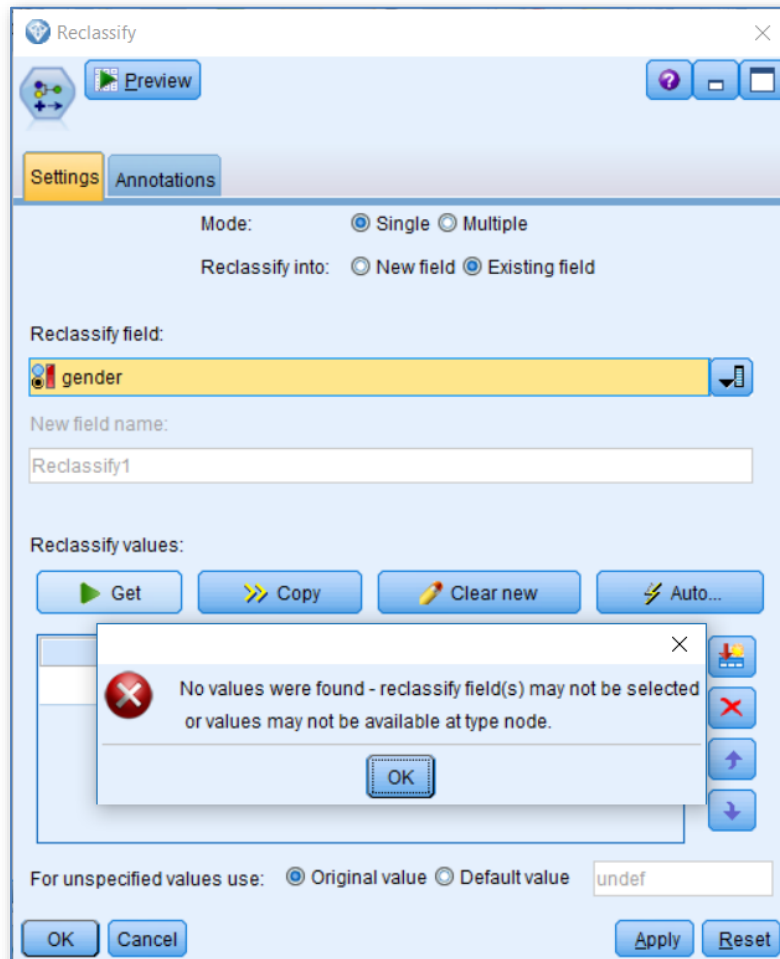 Reclassify
Preview
Settings Annotations
Mode: Single Multiple
Reclassify into: New field Existing field
Reclassify field:
gender
New field name:
Reclassify1
Reclassify values:
Get Copy Clear new Auto...
No values were found - reclassify field(s) may not be selected
or values may not be available at type node.
OK
For unspecified values use: Original value Default value undef
OK Cancel Apply Reset